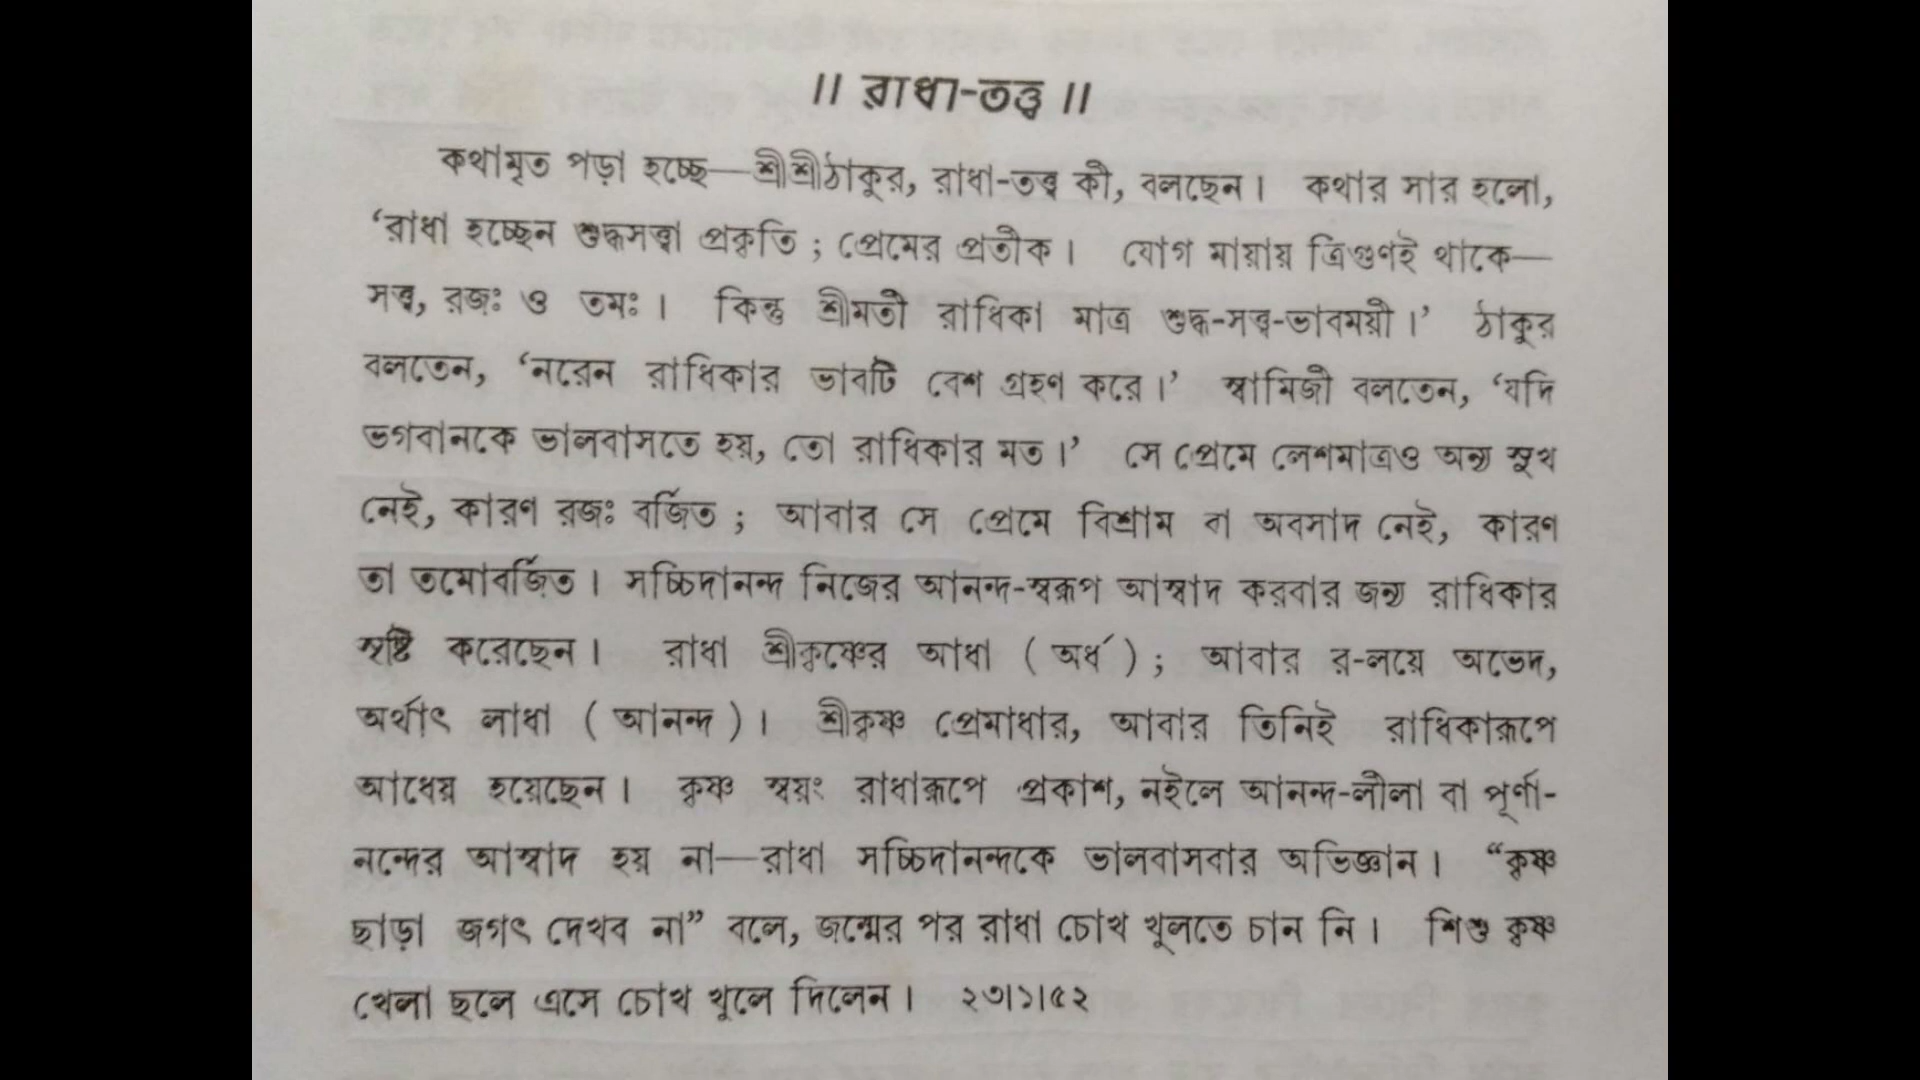 ॥ রাধা-তত্ত্ব ॥
কথামৃত পড়া হচ্ছে—শ্রীশ্রীঠাকুর, রাধা-তত্ত্ব কী, বলছেন। কথার সার হলো,
‘রাধা হচ্ছেন শুদ্ধসত্ত্বা প্রকৃতি ; প্রেমের প্রতীক। যোগ মায়ায় ত্রিগুণই থাকে—
সত্ত্ব, রজঃ ও তমঃ। কিন্তু শ্রীমতী রাধিকা মাত্র শুদ্ধ-সত্ত্ব-ভাবময়ী।’ ঠাকুর
বলতেন, ‘নরেন রাধিকার ভাবটি বেশ গ্রহণ করে।’ স্বামিজী বলতেন, ‘যদি
ভগবানকে ভালবাসতে হয়, তো রাধিকার মত।’ সে প্রেমে লেশমাত্রও অন্য সুখ
নেই, কারণ রজঃ বর্জিত ; আবার সে প্রেমে বিশ্রাম বা অবসাদ নেই, কারণ
তা তমোবর্জিত। সচ্চিদানন্দ নিজের আনন্দ-স্বরূপ আস্বাদ করবার জন্য রাধিকার
সৃষ্টি করেছেন। রাধা শ্রীকৃষ্ণের আধা ( অর্ধ ) ; আবার র-লয়ে অভেদ,
অর্থাৎ লাধা ( আনন্দ )। শ্রীকৃষ্ণ প্রেমাধার, আবার তিনিই রাধিকারূপে
আধেয় হয়েছেন। কৃষ্ণ স্বয়ং রাধারূপে প্রকাশ, নইলে আনন্দ-লীলা বা পূর্ণা-
নন্দের আস্বাদ হয় না—রাধা সচ্চিদানন্দকে ভালবাসবার অভিজ্ঞান। “কৃষ্ণ
ছাড়া জগৎ দেখব না” বলে, জন্মের পর রাধা চোখ খুলতে চান নি। শিশু কৃষ্ণ
খেলা ছলে এসে চোখ খুলে দিলেন। ২৩।১।৫২